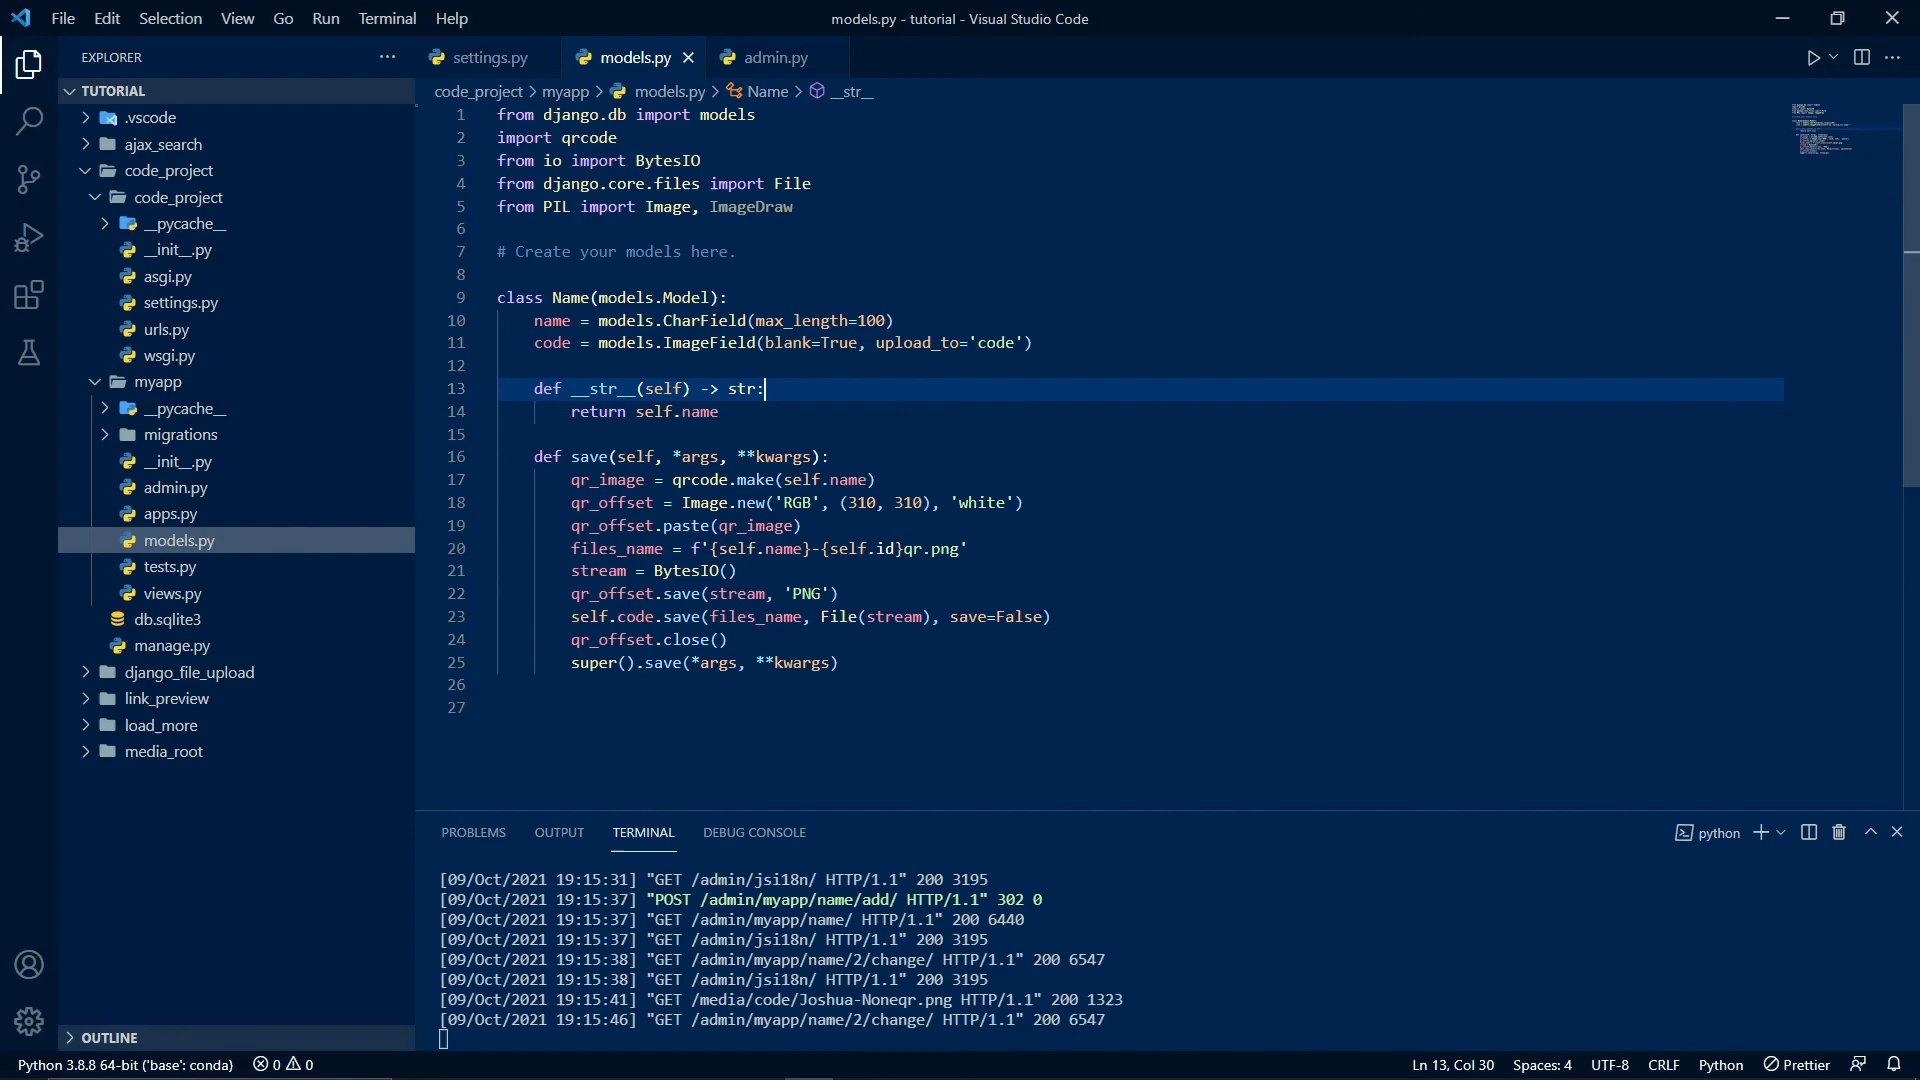 File Edit Selection View Go Run Terminal Help
models.py - tutorial - Visual Studio Code
EXPLORER
TUTORIAL
.vscode
ajax_search
code_project
code_project
__pycache__
__init__.py
asgi.py
settings.py
urls.py
wsgi.py
myapp
__pycache__
migrations
__init__.py
admin.py
apps.py
models.py
tests.py
views.py
db.sqlite3
manage.py
django_file_upload
link_preview
load_more
media_root
OUTLINE
settings.py models.py admin.py
code_project > myapp > models.py > Name > __str__
1 from django.db import models
2 import qrcode
3 from io import BytesIO
4 from django.core.files import File
5 from PIL import Image, ImageDraw
6
7 # Create your models here.
8
9 class Name(models.Model):
10 name = models.CharField(max_length=100)
11 code = models.ImageField(blank=True, upload_to='code')
12
13 def __str__(self) -> str:
14 return self.name
15
16 def save(self, *args, **kwargs):
17 qr_image = qrcode.make(self.name)
18 qr_offset = Image.new('RGB', (310, 310), 'white')
19 qr_offset.paste(qr_image)
20 files_name = f'{self.name}-{self.id}qr.png'
21 stream = BytesIO()
22 qr_offset.save(stream, 'PNG')
23 self.code.save(files_name, File(stream), save=False)
24 qr_offset.close()
25 super().save(*args, **kwargs)
26
27
PROBLEMS OUTPUT TERMINAL DEBUG CONSOLE
python
[09/Oct/2021 19:15:31] "GET /admin/jsi18n/ HTTP/1.1" 200 3195
[09/Oct/2021 19:15:37] "POST /admin/myapp/name/add/ HTTP/1.1" 302 0
[09/Oct/2021 19:15:37] "GET /admin/myapp/name/ HTTP/1.1" 200 6440
[09/Oct/2021 19:15:37] "GET /admin/jsi18n/ HTTP/1.1" 200 3195
[09/Oct/2021 19:15:38] "GET /admin/myapp/name/2/change/ HTTP/1.1" 200 6547
[09/Oct/2021 19:15:38] "GET /admin/jsi18n/ HTTP/1.1" 200 3195
[09/Oct/2021 19:15:41] "GET /media/code/Joshua-Noneqr.png HTTP/1.1" 200 1323
[09/Oct/2021 19:15:46] "GET /admin/myapp/name/2/change/ HTTP/1.1" 200 6547
Python 3.8.8 64-bit ('base': conda) 0 0
Ln 13, Col 30 Spaces: 4 UTF-8 CRLF Python Prettier